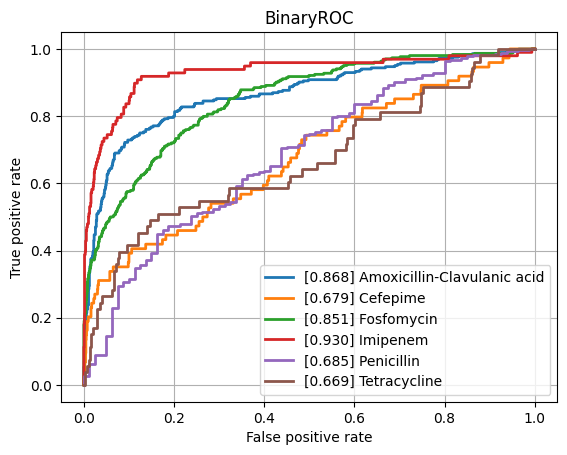 BinaryROC
True positive rate
1.0
0.8
0.6
0.4
0.2
0.0
[0.868] Amoxicillin-Clavulanic acid
[0.679] Cefepime
[0.851] Fosfomycin
[0.930] Imipenem
[0.685] Penicillin
[0.669] Tetracycline
0.0 0.2 0.4 0.6 0.8 1.0
False positive rate